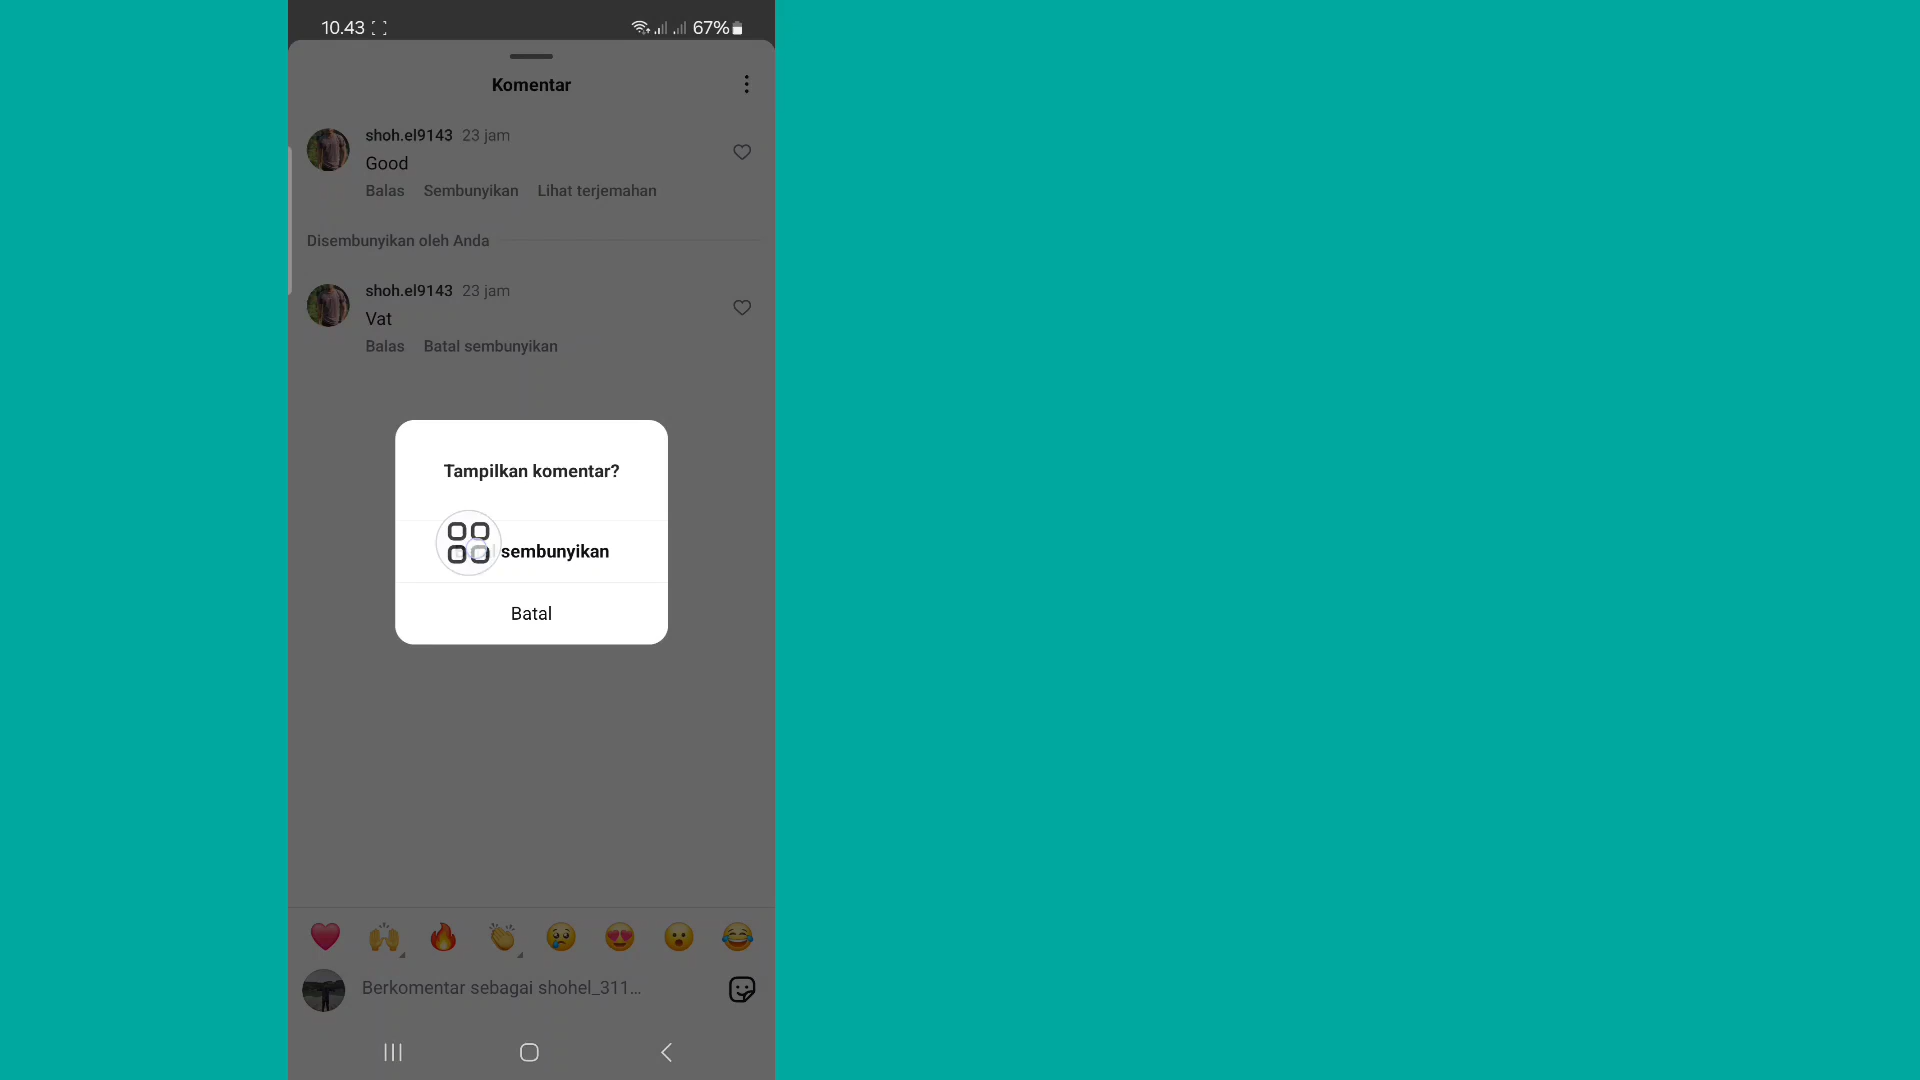 10.43 67%
Komentar
shoh.el9143 23 jam
Good
Balas Sembunyikan Lihat terjemahan
Disembunyikan oleh Anda
shoh.el9143 23 jam
Vat
Balas Batal sembunyikan
Tampilkan komentar?
sembunyikan
Batal
Berkomentar sebagai shohel_311...